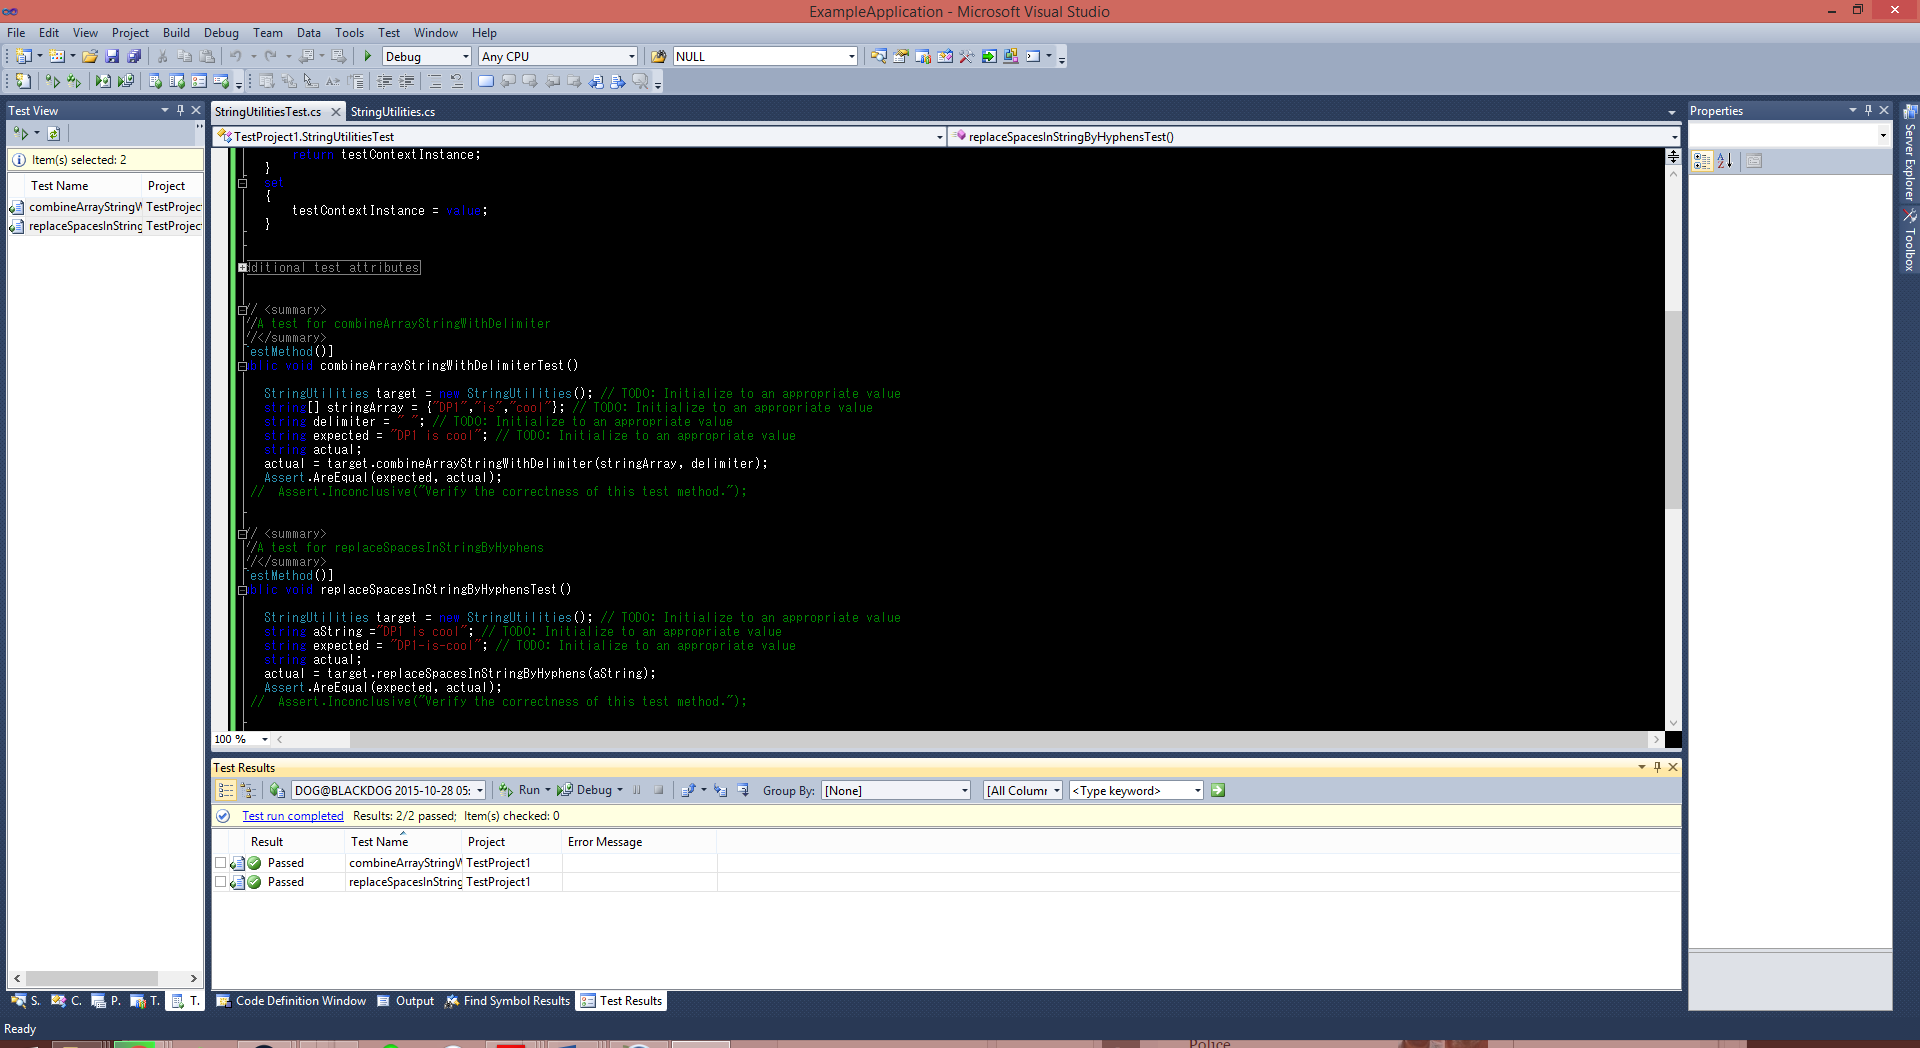 ExampleApplication - Microsoft Visual Studio
File Edit View Project Build Debug Team Data Tools Test Window Help
Debug Any CPU NULL
Test View
Item(s) selected: 2
Test Name Project
combineArrayStringW TestProjec
replaceSpacesInString TestProjec
StringUtilitiesTest.cs StringUtilities.cs
TestProject1.StringUtilitiesTest replaceSpacesInStringByHyphensTest()
return testContextInstance;
}
set
{
testContextInstance = value;
}
dditional test attributes
// <summary>
//A test for combineArrayStringWithDelimiter
//</summary>
estMethod()]
blic void combineArrayStringWithDelimiterTest()
StringUtilities target = new StringUtilities(); // TODO: Initialize to an appropriate value
string[] stringArray = {"DP1","is","cool"}; // TODO: Initialize to an appropriate value
string delimiter = " "; // TODO: Initialize to an appropriate value
string expected = "DP1 is cool"; // TODO: Initialize to an appropriate value
string actual;
actual = target.combineArrayStringWithDelimiter(stringArray, delimiter);
Assert.AreEqual(expected, actual);
// Assert.Inconclusive("Verify the correctness of this test method.");
// <summary>
//A test for replaceSpacesInStringByHyphens
//</summary>
estMethod()]
blic void replaceSpacesInStringByHyphensTest()
StringUtilities target = new StringUtilities(); // TODO: Initialize to an appropriate value
string aString ="DP1 is cool"; // TODO: Initialize to an appropriate value
string expected = "DP1-is-cool"; // TODO: Initialize to an appropriate value
string actual;
actual = target.replaceSpacesInStringByHyphens(aString);
Assert.AreEqual(expected, actual);
// Assert.Inconclusive("Verify the correctness of this test method.");
100 %
Test Results
DOG@BLACKDOG 2015-10-28 05: Run Debug Group By: [None] [All Column <Type keyword>
Test run completed Results: 2/2 passed; Item(s) checked: 0
Result Test Name Project Error Message
Passed combineArrayStringW TestProject1
Passed replaceSpacesInString TestProject1
S. C. P. T. T.
Code Definition Window Output Find Symbol Results Test Results
Properties
Server Explorer
Toolbox
Ready
Police